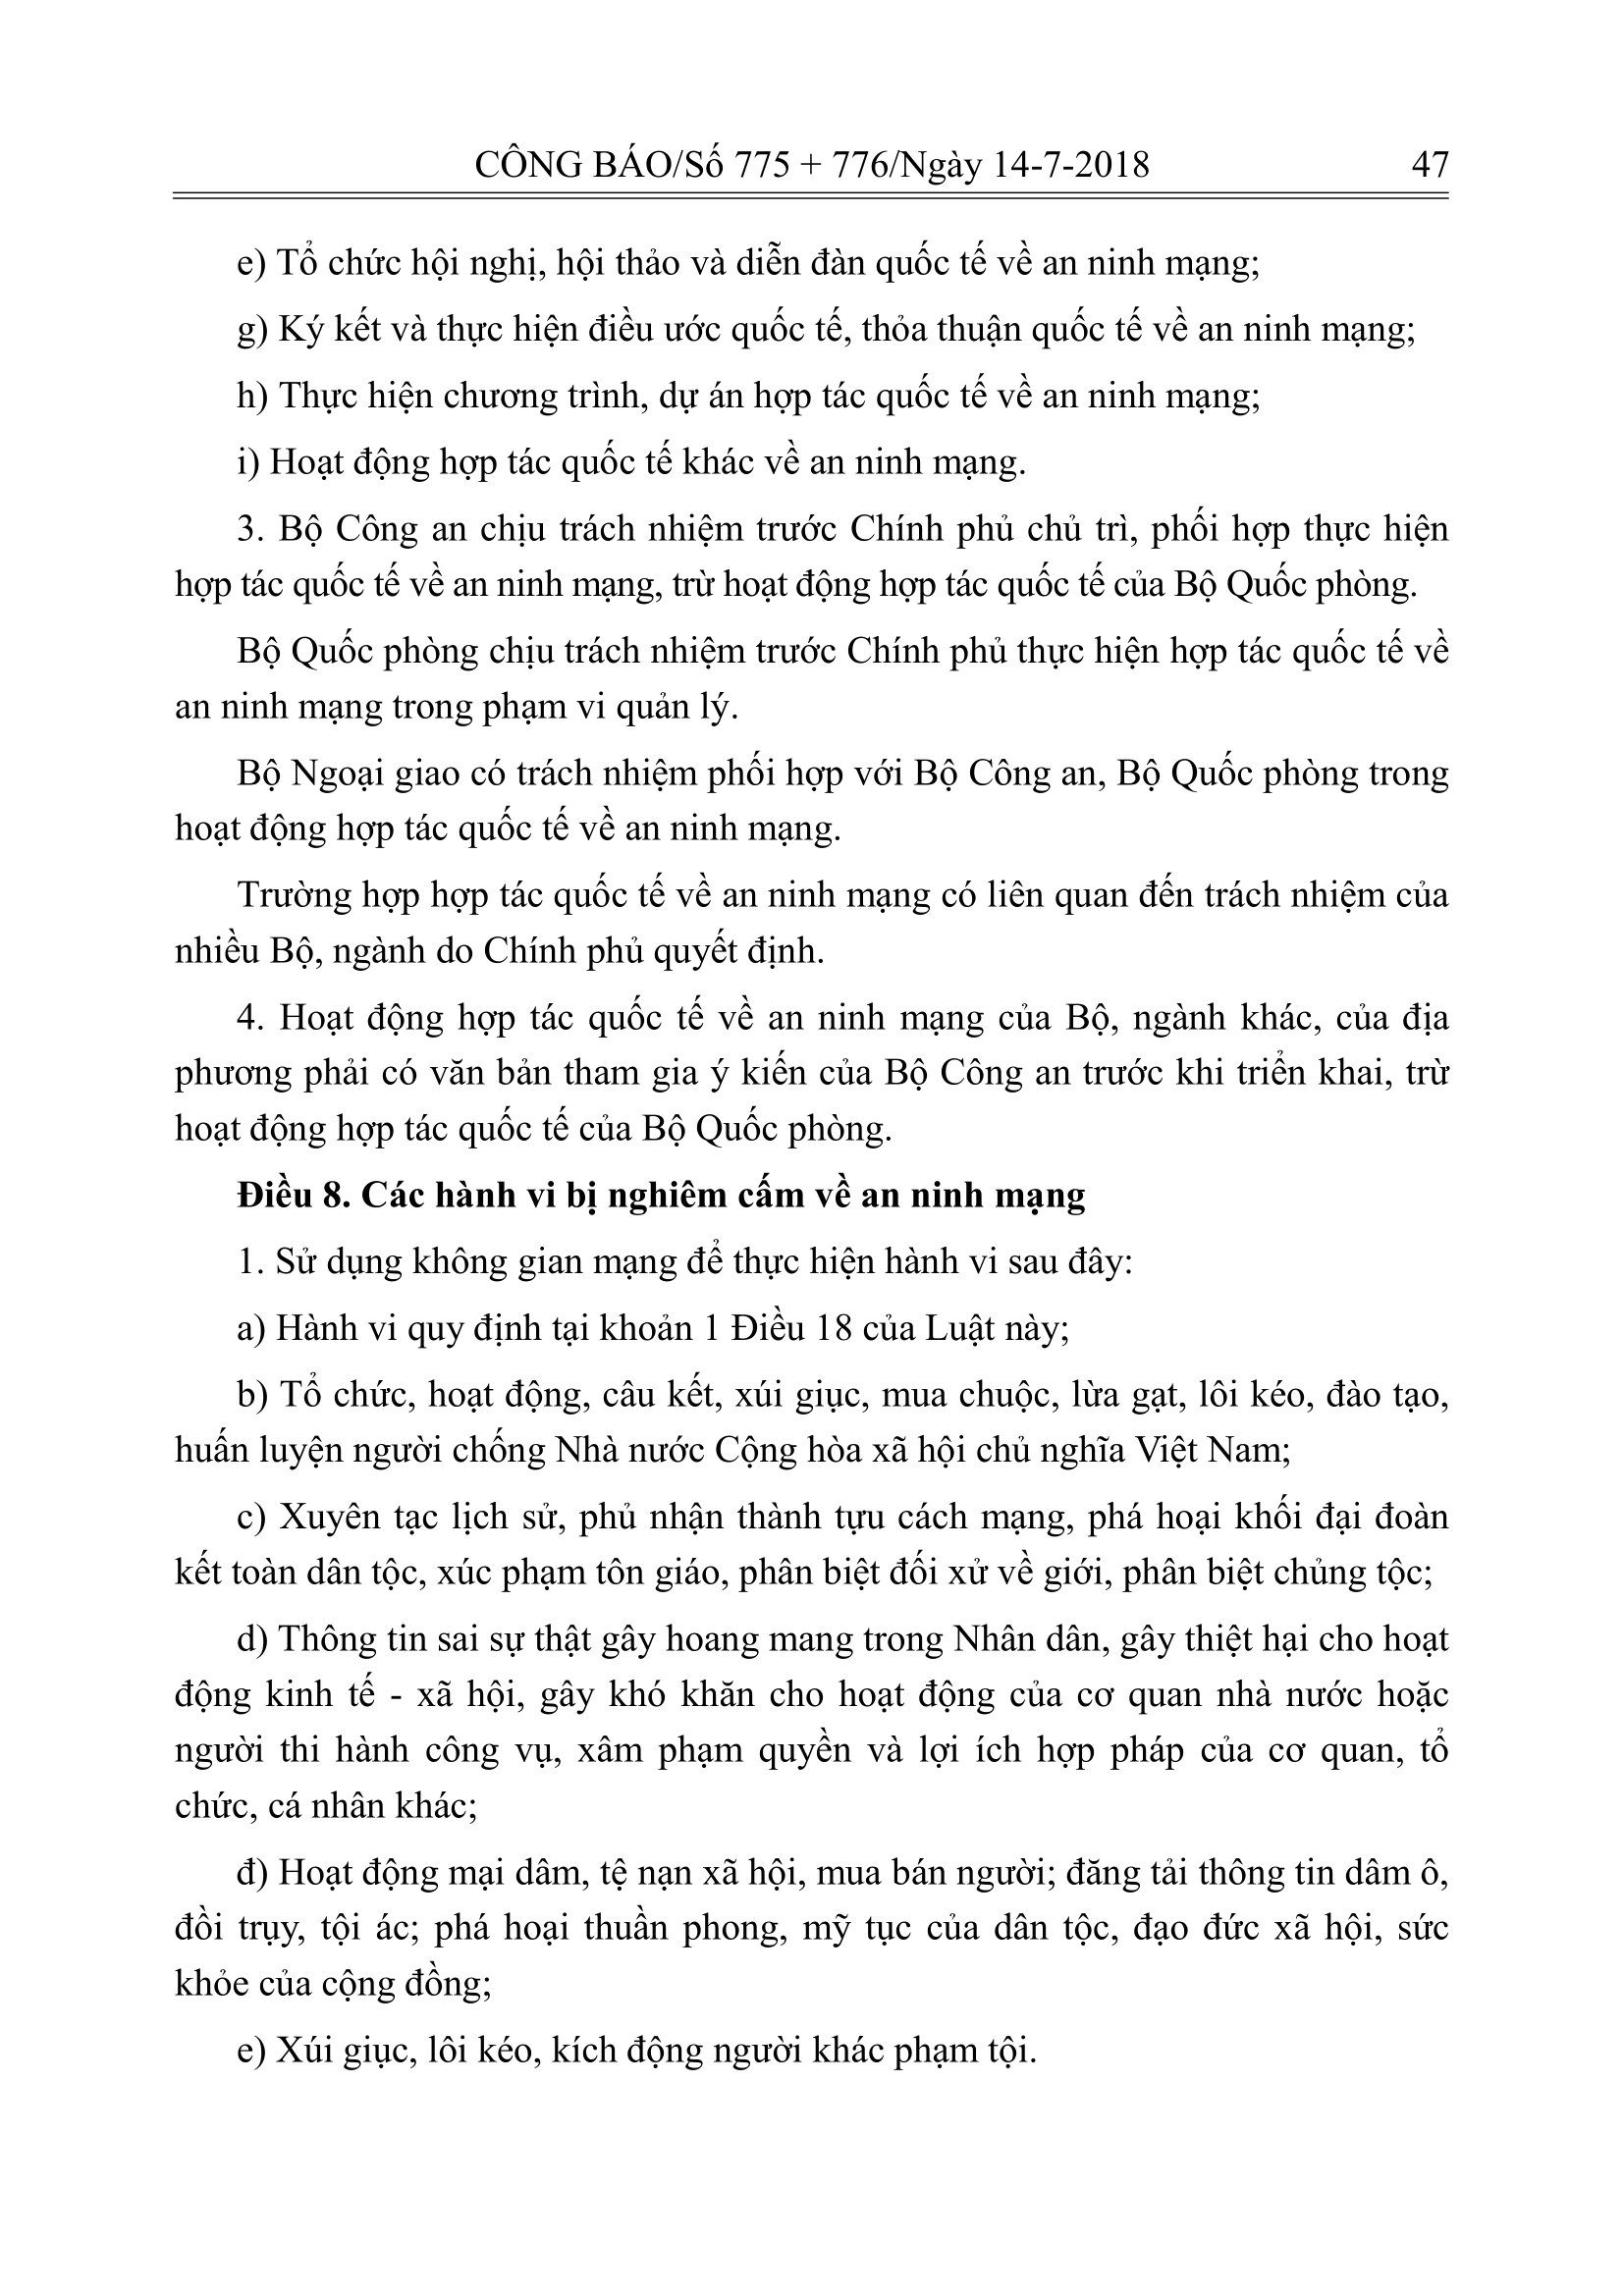 CÔNG BÁO/Số 775 + 776/Ngày 14-7-2018 47
e) Tổ chức hội nghị, hội thảo và diễn đàn quốc tế về an ninh mạng;
g) Ký kết và thực hiện điều ước quốc tế, thỏa thuận quốc tế về an ninh mạng;
h) Thực hiện chương trình, dự án hợp tác quốc tế về an ninh mạng;
i) Hoạt động hợp tác quốc tế khác về an ninh mạng.
3. Bộ Công an chịu trách nhiệm trước Chính phủ chủ trì, phối hợp thực hiện
hợp tác quốc tế về an ninh mạng, trừ hoạt động hợp tác quốc tế của Bộ Quốc phòng.
Bộ Quốc phòng chịu trách nhiệm trước Chính phủ thực hiện hợp tác quốc tế về
an ninh mạng trong phạm vi quản lý.
Bộ Ngoại giao có trách nhiệm phối hợp với Bộ Công an, Bộ Quốc phòng trong
hoạt động hợp tác quốc tế về an ninh mạng.
Trường hợp hợp tác quốc tế về an ninh mạng có liên quan đến trách nhiệm của
nhiều Bộ, ngành do Chính phủ quyết định.
4. Hoạt động hợp tác quốc tế về an ninh mạng của Bộ, ngành khác, của địa
phương phải có văn bản tham gia ý kiến của Bộ Công an trước khi triển khai, trừ
hoạt động hợp tác quốc tế của Bộ Quốc phòng.
Điều 8. Các hành vi bị nghiêm cấm về an ninh mạng
1. Sử dụng không gian mạng để thực hiện hành vi sau đây:
a) Hành vi quy định tại khoản 1 Điều 18 của Luật này;
b) Tổ chức, hoạt động, câu kết, xúi giục, mua chuộc, lừa gạt, lôi kéo, đào tạo,
huấn luyện người chống Nhà nước Cộng hòa xã hội chủ nghĩa Việt Nam;
c) Xuyên tạc lịch sử, phủ nhận thành tựu cách mạng, phá hoại khối đại đoàn
kết toàn dân tộc, xúc phạm tôn giáo, phân biệt đối xử về giới, phân biệt chủng tộc;
d) Thông tin sai sự thật gây hoang mang trong Nhân dân, gây thiệt hại cho hoạt
động kinh tế - xã hội, gây khó khăn cho hoạt động của cơ quan nhà nước hoặc
người thi hành công vụ, xâm phạm quyền và lợi ích hợp pháp của cơ quan, tổ
chức, cá nhân khác;
đ) Hoạt động mại dâm, tệ nạn xã hội, mua bán người; đăng tải thông tin dâm ô,
đồi trụy, tội ác; phá hoại thuần phong, mỹ tục của dân tộc, đạo đức xã hội, sức
khỏe của cộng đồng;
e) Xúi giục, lôi kéo, kích động người khác phạm tội.